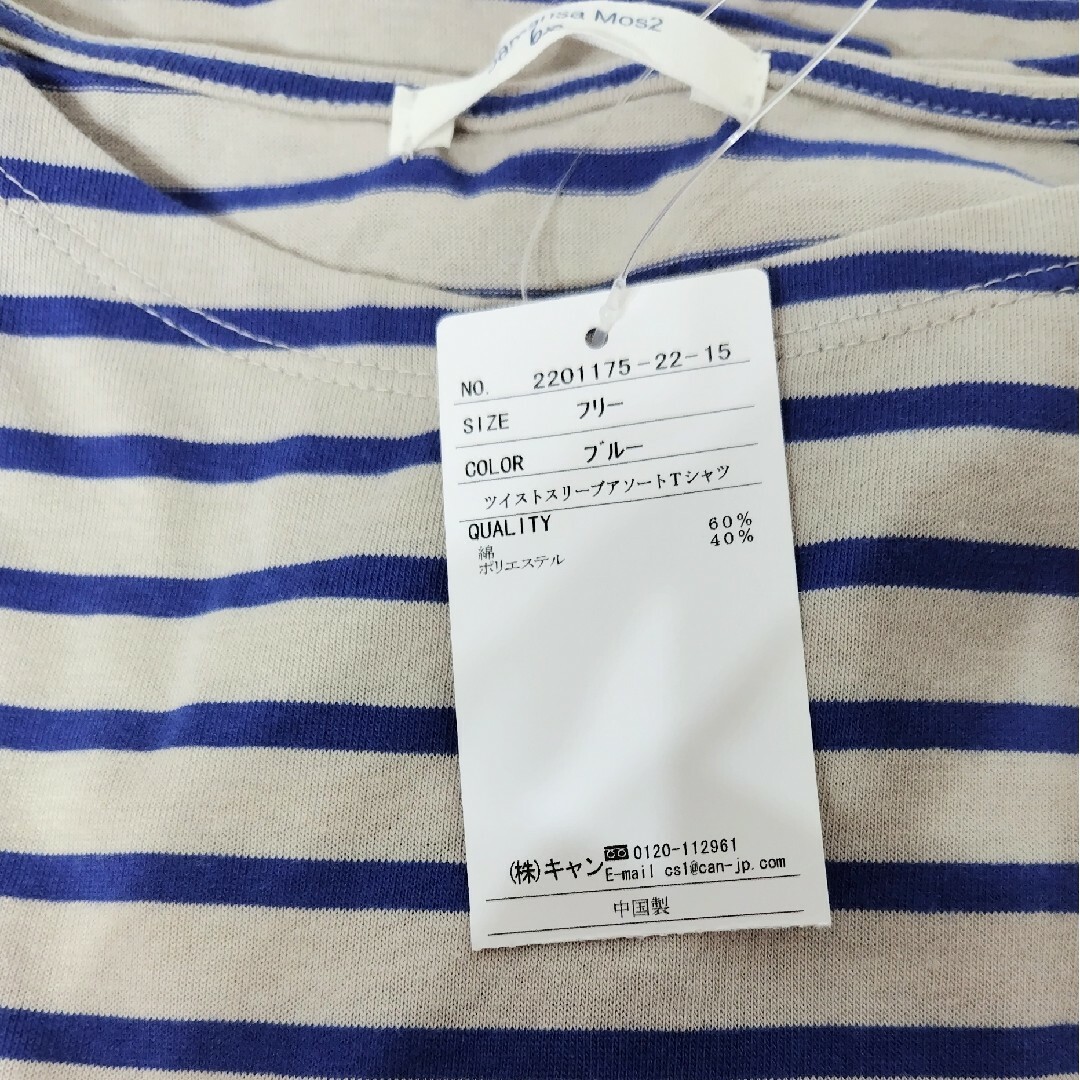 Mos2
NO. 2201175-22-15
SIZE フリー
COLOR ブルー
ツイストスリーブアソートTシャツ
QUALITY
綿 60%
ポリエステル 40%
(株)キャン 0120-112961
E-mail cs1@can-jp.com
中国製